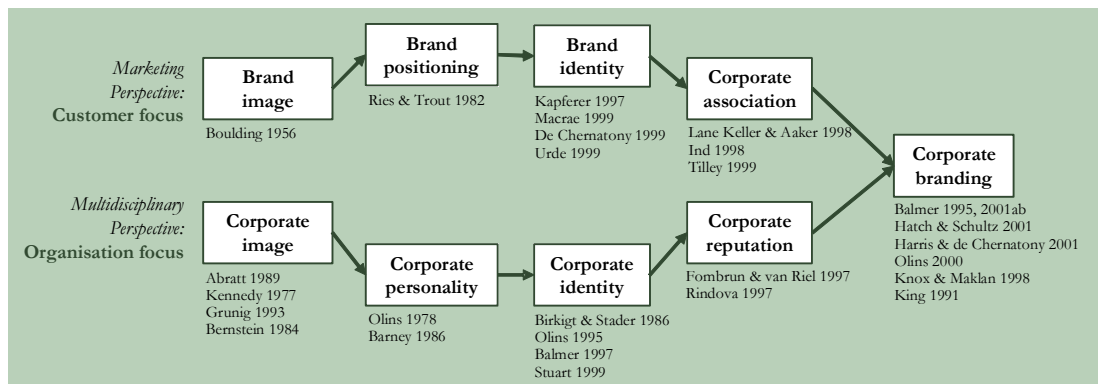 Marketing
Perspective:
Customer focus
Brand
image
Boulding 1956
Brand
positioning
Ries & Trout 1982
Brand
identity
Kapferer 1997
Macrae 1999
De Chernatony 1999
Urde 1999
Corporate
association
Lane Keller & Aaker 1998
Ind 1998
Tilley 1999
Corporate
branding
Balmer 1995, 2001ab
Hatch & Schultz 2001
Harris & de Chernatony 2001
Olins 2000
Knox & Maklan 1998
King 1991
Multidisciplinary
Perspective:
Organisation focus
Corporate
image
Abratt 1989
Kennedy 1977
Grunig 1993
Bernstein 1984
Corporate
personality
Olins 1978
Barney 1986
Corporate
identity
Birkigt & Stader 1986
Olins 1995
Balmer 1997
Stuart 1999
Corporate
reputation
Fombrun & van Riel 1997
Rindova 1997